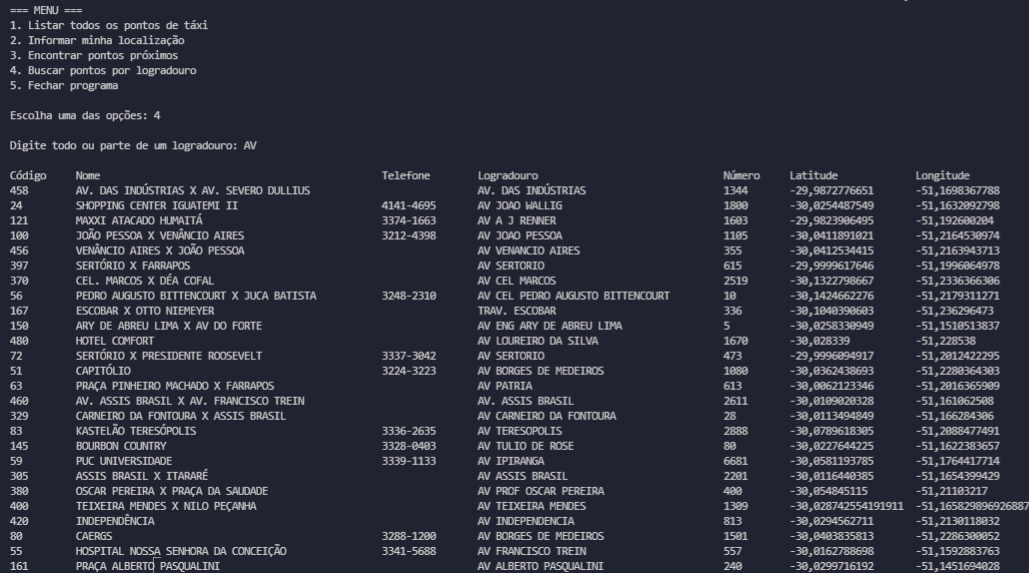 === MENU ===
1. Listar todos os pontos de táxi
2. Informar minha localização
3. Encontrar pontos próximos
4. Buscar pontos por logradouro
5. Fechar programa
Escolha uma das opções: 4
Digite todo ou parte de um logradouro: AV
Código Nome Telefone Logradouro Número Latitude Longitude
458 AV. DAS INDÚSTRIAS X AV. SEVERO DULLIUS AV. DAS INDÚSTRIAS 1344 -29,9872776651 -51,1698367788
24 SHOPPING CENTER IGUATEMI II 4141-4695 AV JOAO WALLIG 1800 -30,0254487549 -51,1632092798
121 MAXXI ATACADO HUMAITÁ 3374-1663 AV A J RENNER 1603 -29,9823906495 -51,192600204
100 JOÃO PESSOA X VENÂNCIO AIRES 3212-4398 AV JOAO PESSOA 1105 -30,0411891021 -51,2164530974
456 VENÂNCIO AIRES X JOÃO PESSOA AV VENANCIO AIRES 355 -30,0412534415 -51,2163943713
397 SERTÓRIO X FARRAPOS AV SERTORIO 615 -29,9999617646 -51,1996064978
370 CEL. MARCOS X DÉA COFAL AV CEL MARCOS 2519 -30,1322798667 -51,2336366306
56 PEDRO AUGUSTO BITTENCOURT X JUCA BATISTA 3248-2310 AV CEL PEDRO AUGUSTO BITTENCOURT 10 -30,1424662276 -51,2179311271
167 ESCOBAR X OTTO NIEMEYER TRAV. ESCOBAR 336 -30,1040390603 -51,236296473
150 ARY DE ABREU LIMA X AV DO FORTE AV ENG ARY DE ABREU LIMA 5 -30,0258330949 -51,1510513837
480 HOTEL COMFORT AV LOUREIRO DA SILVA 1670 -30,028339 -51,228538
72 SERTÓRIO X PRESIDENTE ROOSEVELT 3337-3042 AV SERTORIO 473 -29,9996094917 -51,2012422295
51 CAPITÓLIO 3224-3223 AV BORGES DE MEDEIROS 1080 -30,0362438693 -51,2280364303
63 PRAÇA PINHEIRO MACHADO X FARRAPOS AV PATRIA 613 -30,0062123346 -51,2016365909
460 AV. ASSIS BRASIL X AV. FRANCISCO TREIN AV. ASSIS BRASIL 2611 -30,0109020328 -51,161062508
329 CARNEIRO DA FONTOURA X ASSIS BRASIL AV CARNEIRO DA FONTOURA 28 -30,0113494849 -51,166284306
83 KASTELÃO TERESÓPOLIS 3336-2635 AV TERESOPOLIS 2888 -30,0789618305 -51,2088477491
145 BOURBON COUNTRY 3328-0403 AV TULIO DE ROSE 80 -30,0227644225 -51,1622383657
59 PUC UNIVERSIDADE 3339-1133 AV IPIRANGA 6681 -30,0581193785 -51,1764417714
305 ASSIS BRASIL X ITARARÉ AV ASSIS BRASIL 2201 -30,0116440385 -51,1654399429
380 OSCAR PEREIRA X PRAÇA DA SAUDADE AV PROF OSCAR PEREIRA 400 -30,054845115 -51,21103217
400 TEIXEIRA MENDES X NILO PEÇANHA AV TEIXEIRA MENDES 1309 -30,028742554191911 -51,165829896926887
420 INDEPENDÊNCIA AV INDEPENDENCIA 813 -30,0294562711 -51,2130118032
80 CAERGS 3288-1200 AV BORGES DE MEDEIROS 1501 -30,0403835813 -51,2286300052
55 HOSPITAL NOSSA SENHORA DA CONCEIÇÃO 3341-5688 AV FRANCISCO TREIN 557 -30,0162788698 -51,1592883763
161 PRAÇA ALBERTO PASQUALINI AV ALBERTO PASQUALINI 240 -30,0299716192 -51,1451694028